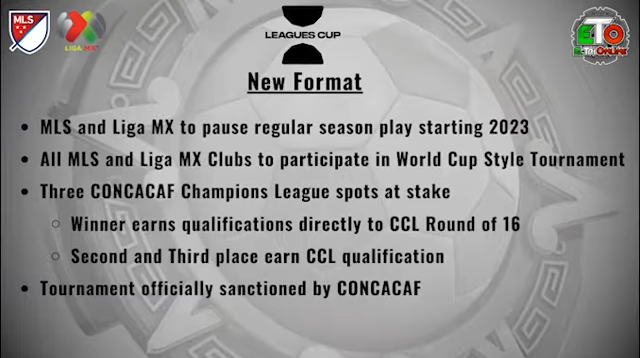 MLS
LIGA MX
LEAGUES CUP
ETO
E-To: OnLine
New Format
• MLS and Liga MX to pause regular season play starting 2023
• All MLS and Liga MX Clubs to participate in World Cup Style Tournament
• Three CONCACAF Champions League spots at stake
○ Winner earns qualifications directly to CCL Round of 16
○ Second and Third place earn CCL qualification
• Tournament officially sanctioned by CONCACAF